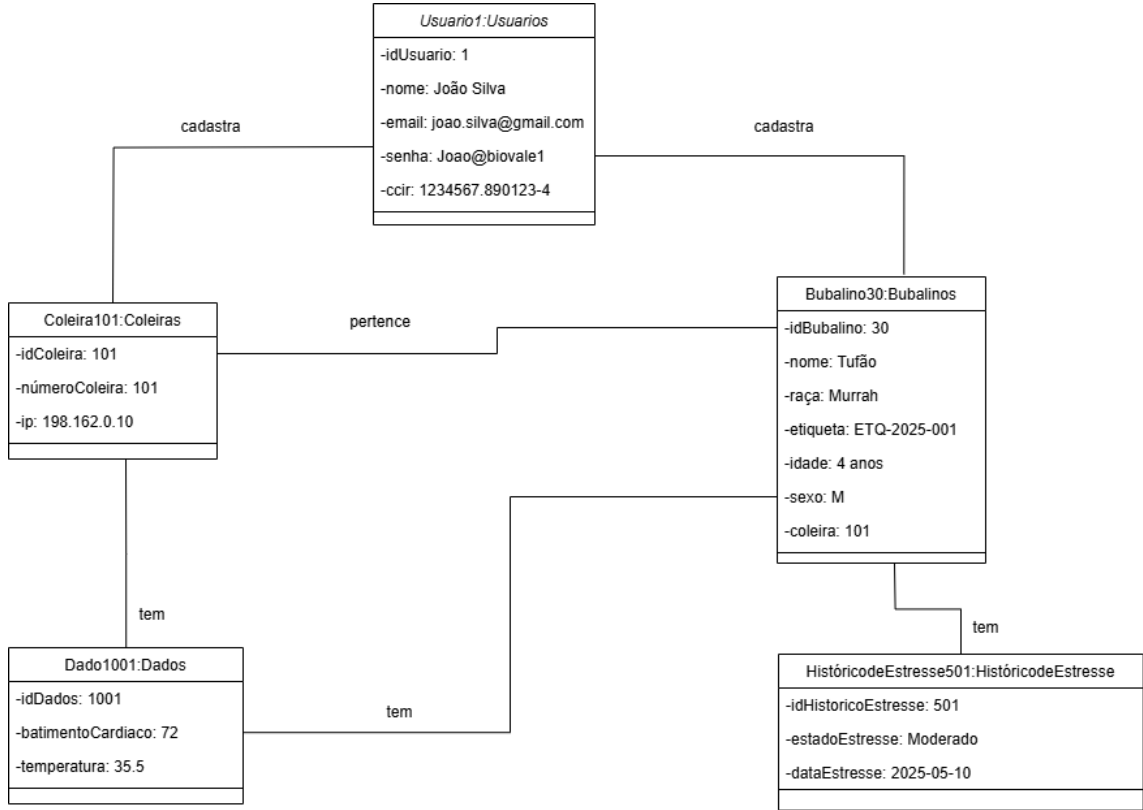 Usuario1:Usuarios
-idUsuario: 1
-nome: João Silva
-email: joao.silva@gmail.com
-senha: Joao@biovale1
-ccir: 1234567.890123-4
cadastra
cadastra
Coleira101:Coleiras
-idColeira: 101
-númeroColeira: 101
-ip: 198.162.0.10
pertence
Bubalino30:Bubalinos
-idBubalino: 30
-nome: Tufão
-raça: Murrah
-etiqueta: ETQ-2025-001
-idade: 4 anos
-sexo: M
-coleira: 101
tem
Dado1001:Dados
-idDados: 1001
-batimentoCardiaco: 72
-temperatura: 35.5
tem
tem
HistóricodeEstresse501:HistóricodeEstresse
-idHistoricoEstresse: 501
-estadoEstresse: Moderado
-dataEstresse: 2025-05-10